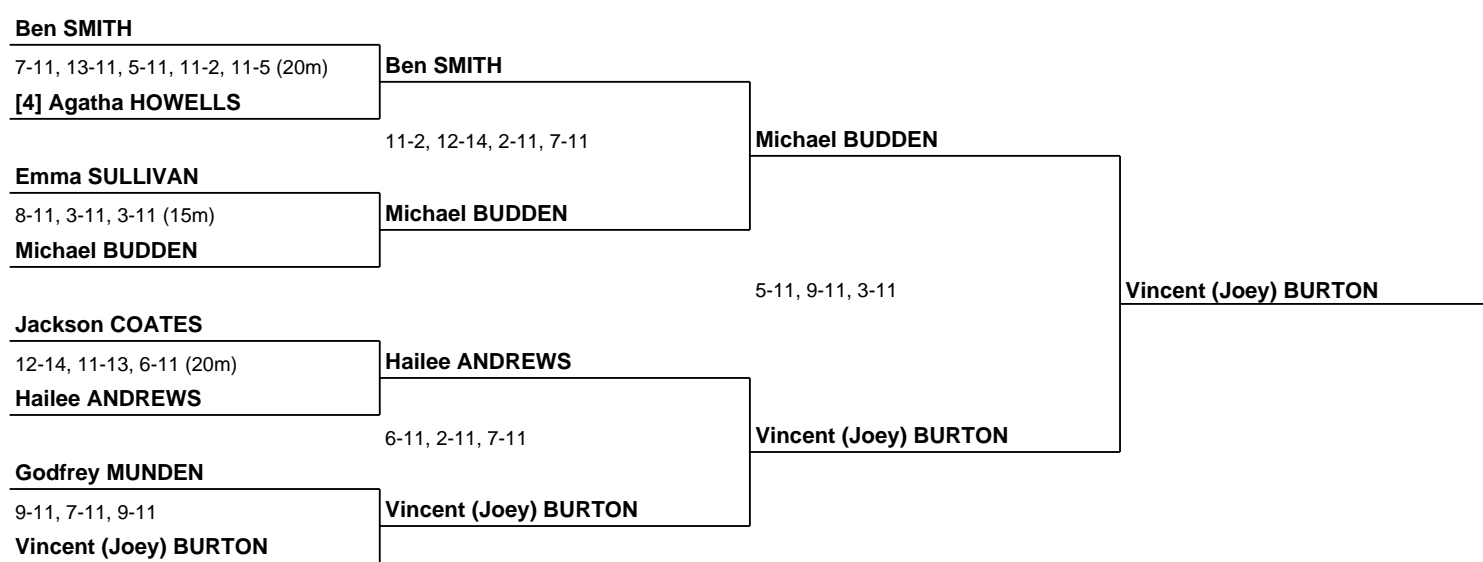 Ben SMITH
7-11, 13-11, 5-11, 11-2, 11-5 (20m)
Ben SMITH
[4] Agatha HOWELLS
11-2, 12-14, 2-11, 7-11
Michael BUDDEN
Emma SULLIVAN
8-11, 3-11, 3-11 (15m)
Michael BUDDEN
Michael BUDDEN
5-11, 9-11, 3-11
Vincent (Joey) BURTON
Jackson COATES
12-14, 11-13, 6-11 (20m)
Hailee ANDREWS
Hailee ANDREWS
6-11, 2-11, 7-11
Vincent (Joey) BURTON
Godfrey MUNDEN
9-11, 7-11, 9-11
Vincent (Joey) BURTON
Vincent (Joey) BURTON